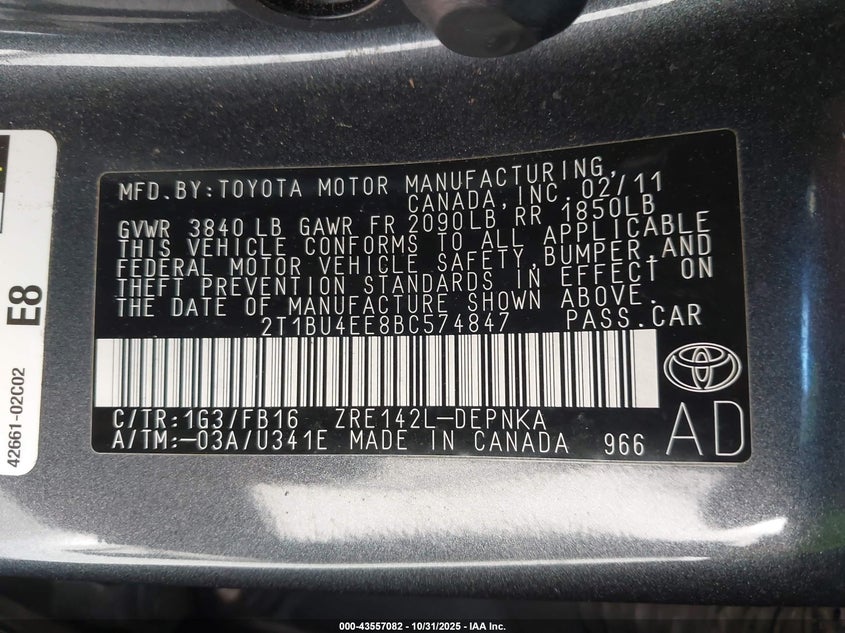 MFD.BY:TOYOTA MOTOR MANUFACTURING,
CANADA,INC. 02/11
GVWR 3840 LB GAWR FR 2090LB RR 1850LB
THIS VEHICLE CONFORMS TO ALL APPLICABLE
FEDERAL MOTOR VEHICLE SAFETY,BUMPER,AND
THEFT PREVENTION STANDARDS IN EFFECT ON
THE DATE OF MANUFACTURE SHOWN ABOVE.
2T1BU4EE8BC574847 PASS.CAR
C/TR:1G3/FB16 ZRE142L-DEPNKA
A/TM:-03A/U341E MADE IN CANADA 966
AD
E8
42661-02C02
000-43557082 - 10/31/2025 - IAA Inc.